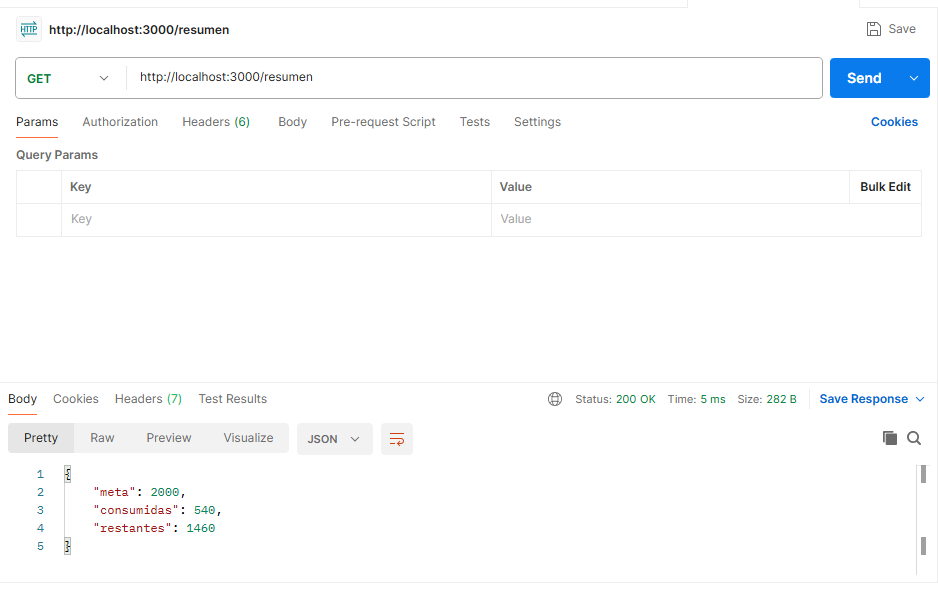 HTTP http://localhost:3000/resumen Save
GET http://localhost:3000/resumen Send
Params Authorization Headers (6) Body Pre-request Script Tests Settings Cookies
Query Params
Key Value Bulk Edit
Key Value
Body Cookies Headers (7) Test Results Status: 200 OK Time: 5 ms Size: 282 B Save Response
Pretty Raw Preview Visualize JSON
1 {
2 "meta": 2000,
3 "consumidas": 540,
4 "restantes": 1460
5 }